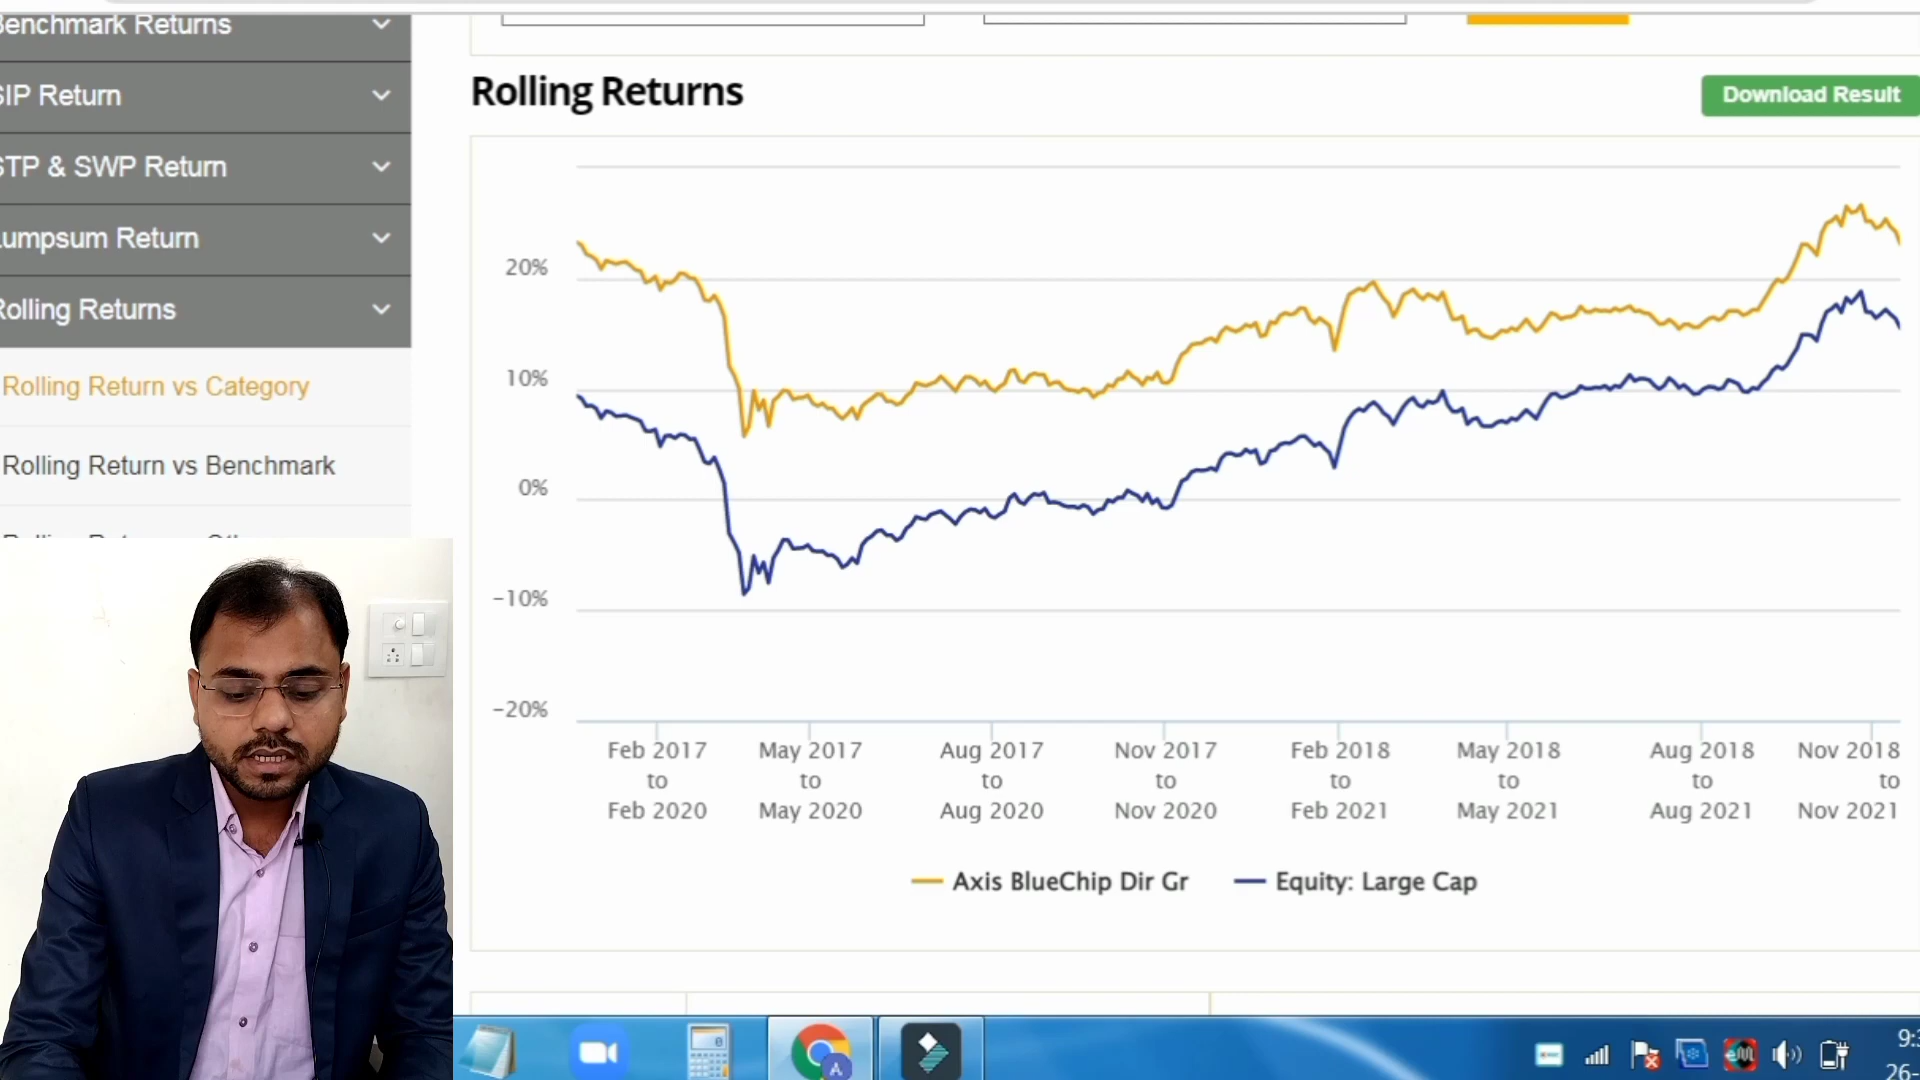 Benchmark Returns
SIP Return
STP & SWP Return
Lumpsum Return
Rolling Returns
Rolling Return vs Category
Rolling Return vs Benchmark
Rolling Returns
Download Result
20%
10%
0%
-10%
-20%
Feb 2017 to Feb 2020
May 2017 to May 2020
Aug 2017 to Aug 2020
Nov 2017 to Nov 2020
Feb 2018 to Feb 2021
May 2018 to May 2021
Aug 2018 to Aug 2021
Nov 2018 to Nov 2021
Axis BlueChip Dir Gr
Equity: Large Cap